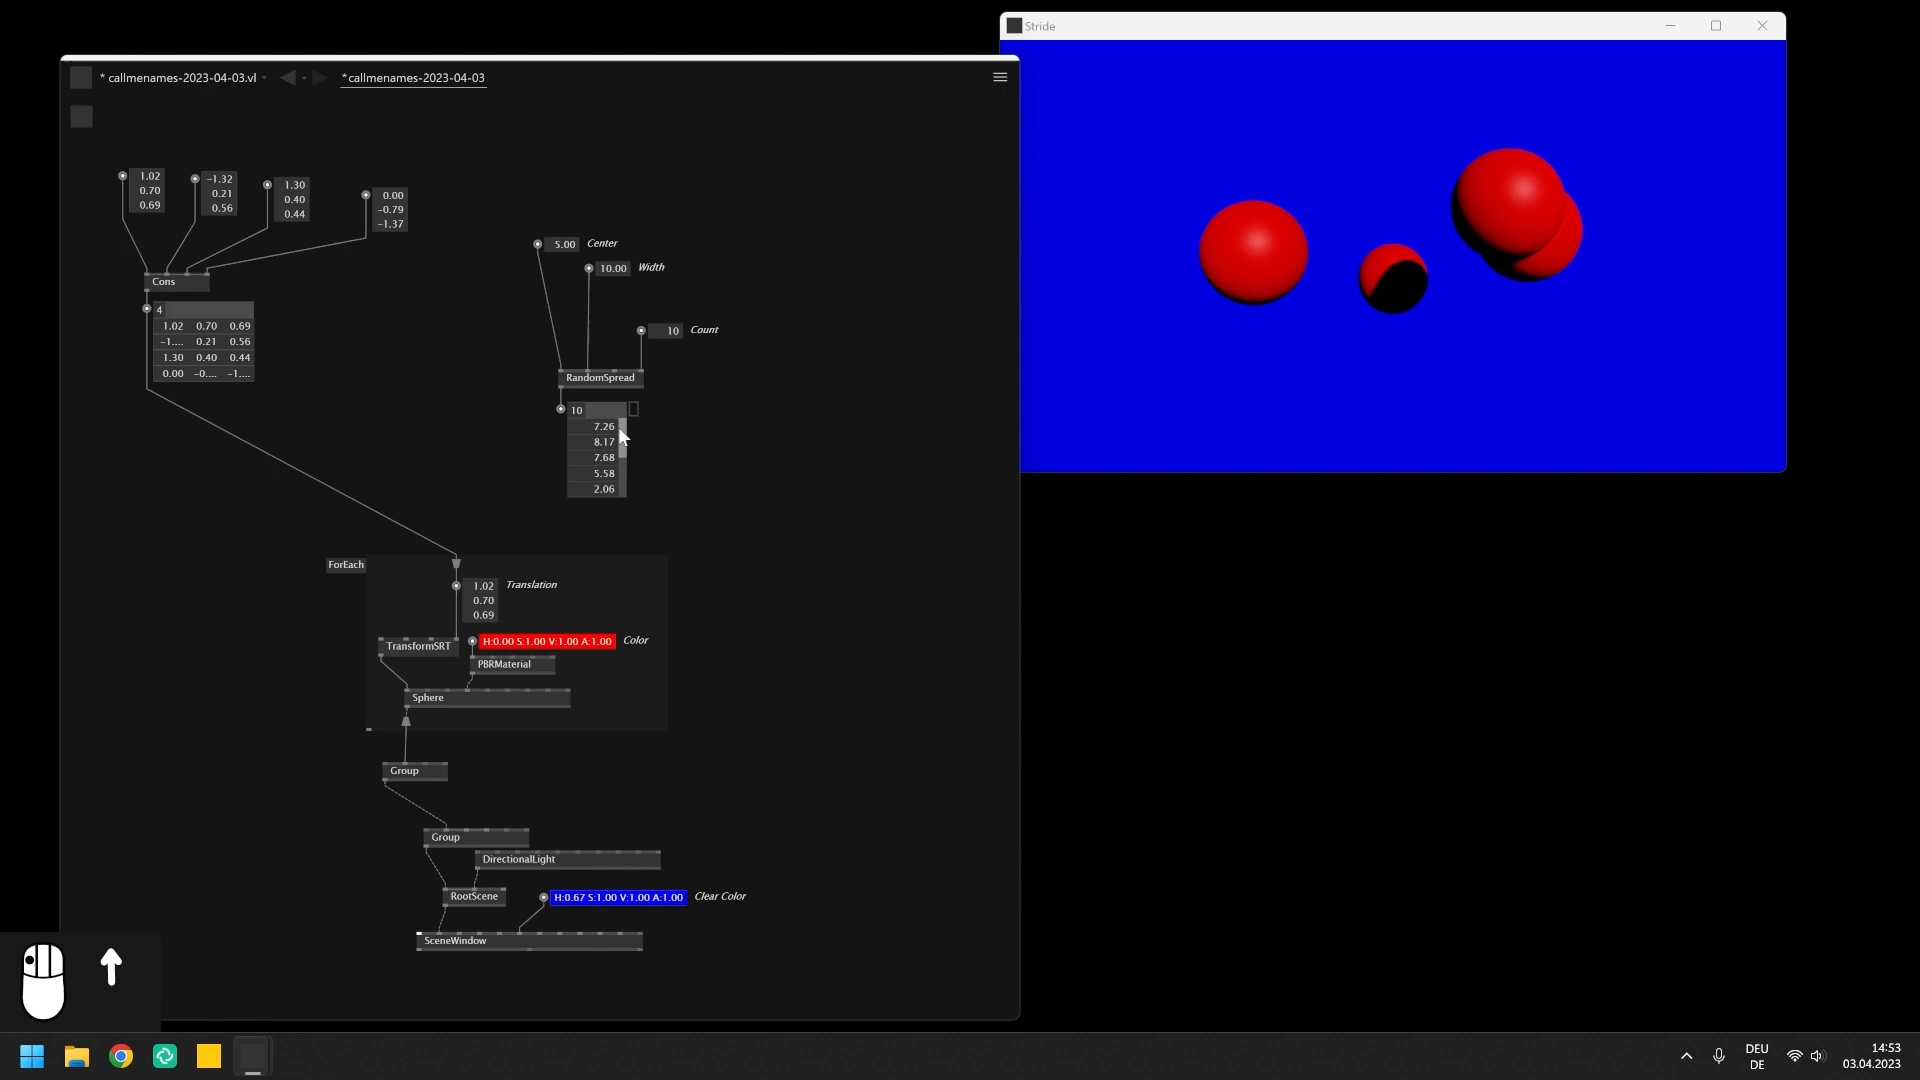 Stride
* callmenames-2023-04-03.vl
*callmenames-2023-04-03
1.02
0.70
0.69
-1.32
0.21
0.56
1.30
0.40
0.44
0.00
-0.79
-1.37
5.00 Center
10.00 Width
Cons
4
1.02 0.70 0.69
-1.... 0.21 0.56
1.30 0.40 0.44
0.00 -0.... -1....
10 Count
RandomSpread
10
7.26
8.17
7.68
5.58
2.06
ForEach
1.02 Translation
0.70
0.69
TransformSRT
H:0.00 S:1.00 V:1.00 A:1.00 Color
PBRMaterial
Sphere
Group
Group
DirectionalLight
RootScene
H:0.67 S:1.00 V:1.00 A:1.00 Clear Color
SceneWindow
DEU
DE
14:53
03.04.2023